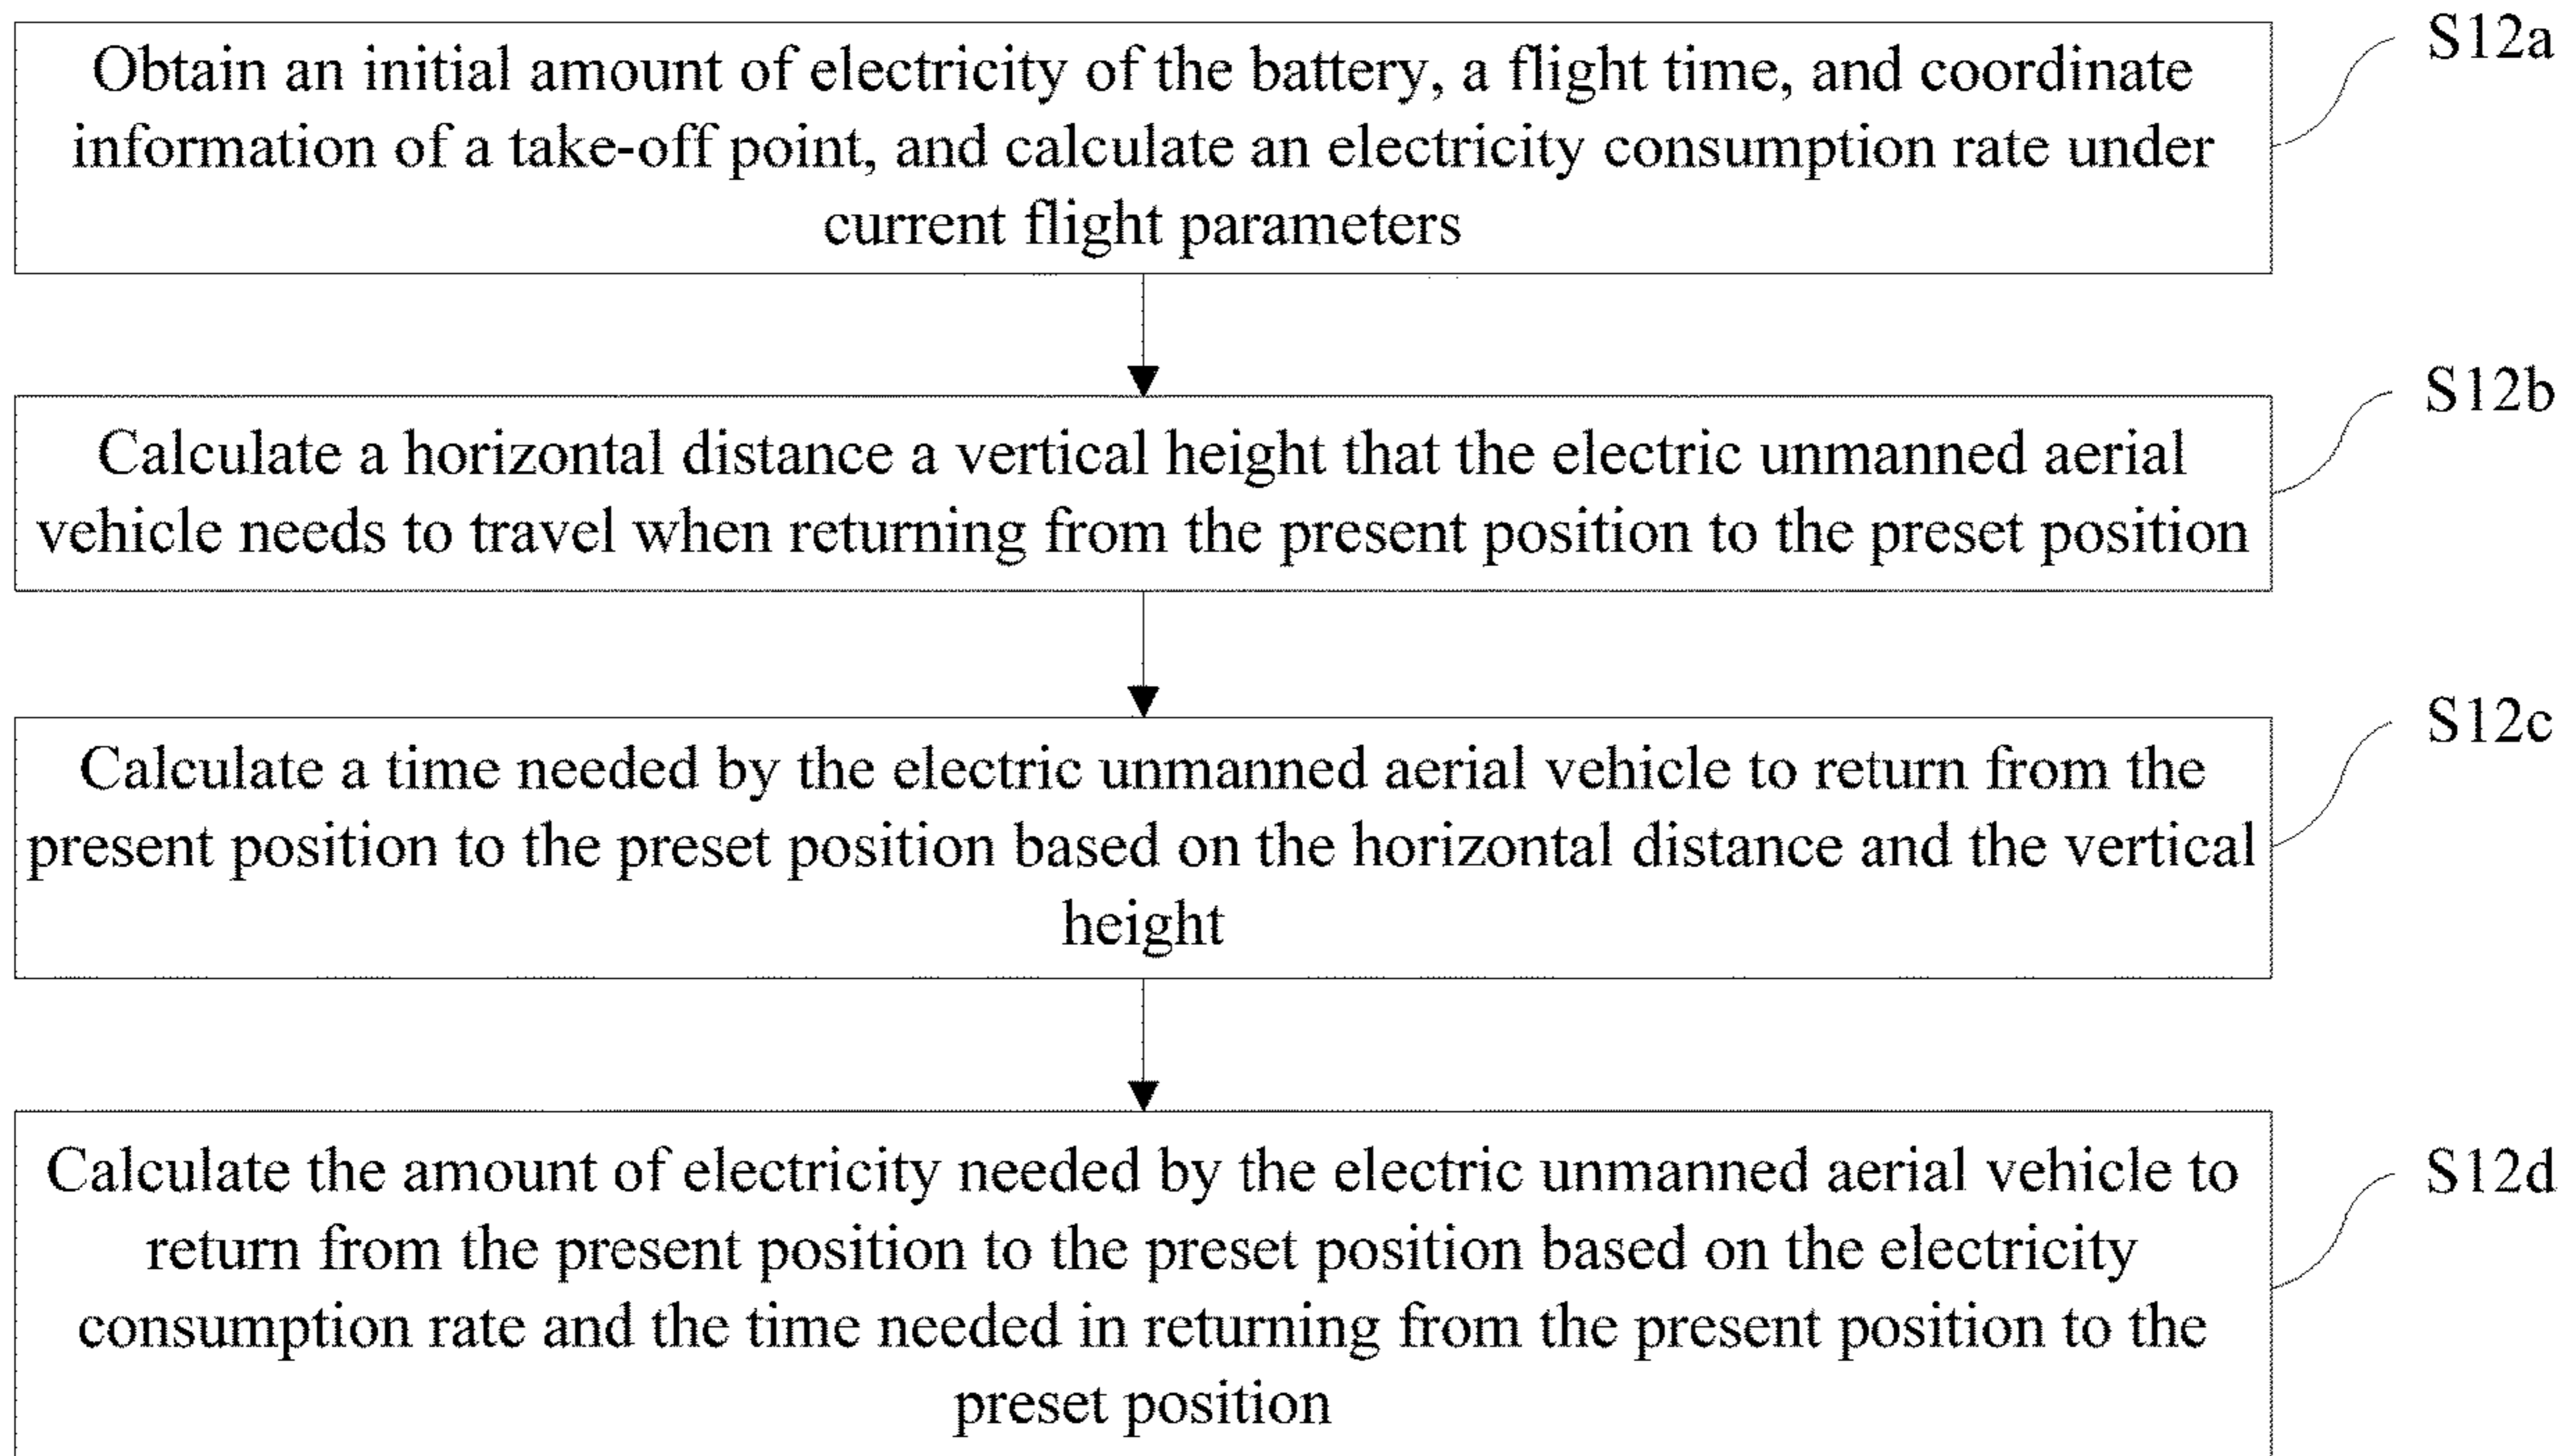 Obtain an initial amount of electricity of the battery, a flight time, and coordinate
information of a take-off point, and calculate an electricity consumption rate under
current flight parameters
S12a
Calculate a horizontal distance a vertical height that the electric unmanned aerial
vehicle needs to travel when returning from the present position to the preset position
S12b
Calculate a time needed by the electric unmanned aerial vehicle to return from the
present position to the preset position based on the horizontal distance and the vertical
height
S12c
Calculate the amount of electricity needed by the electric unmanned aerial vehicle to
return from the present position to the preset position based on the electricity
consumption rate and the time needed in returning from the present position to the
preset position
S12d